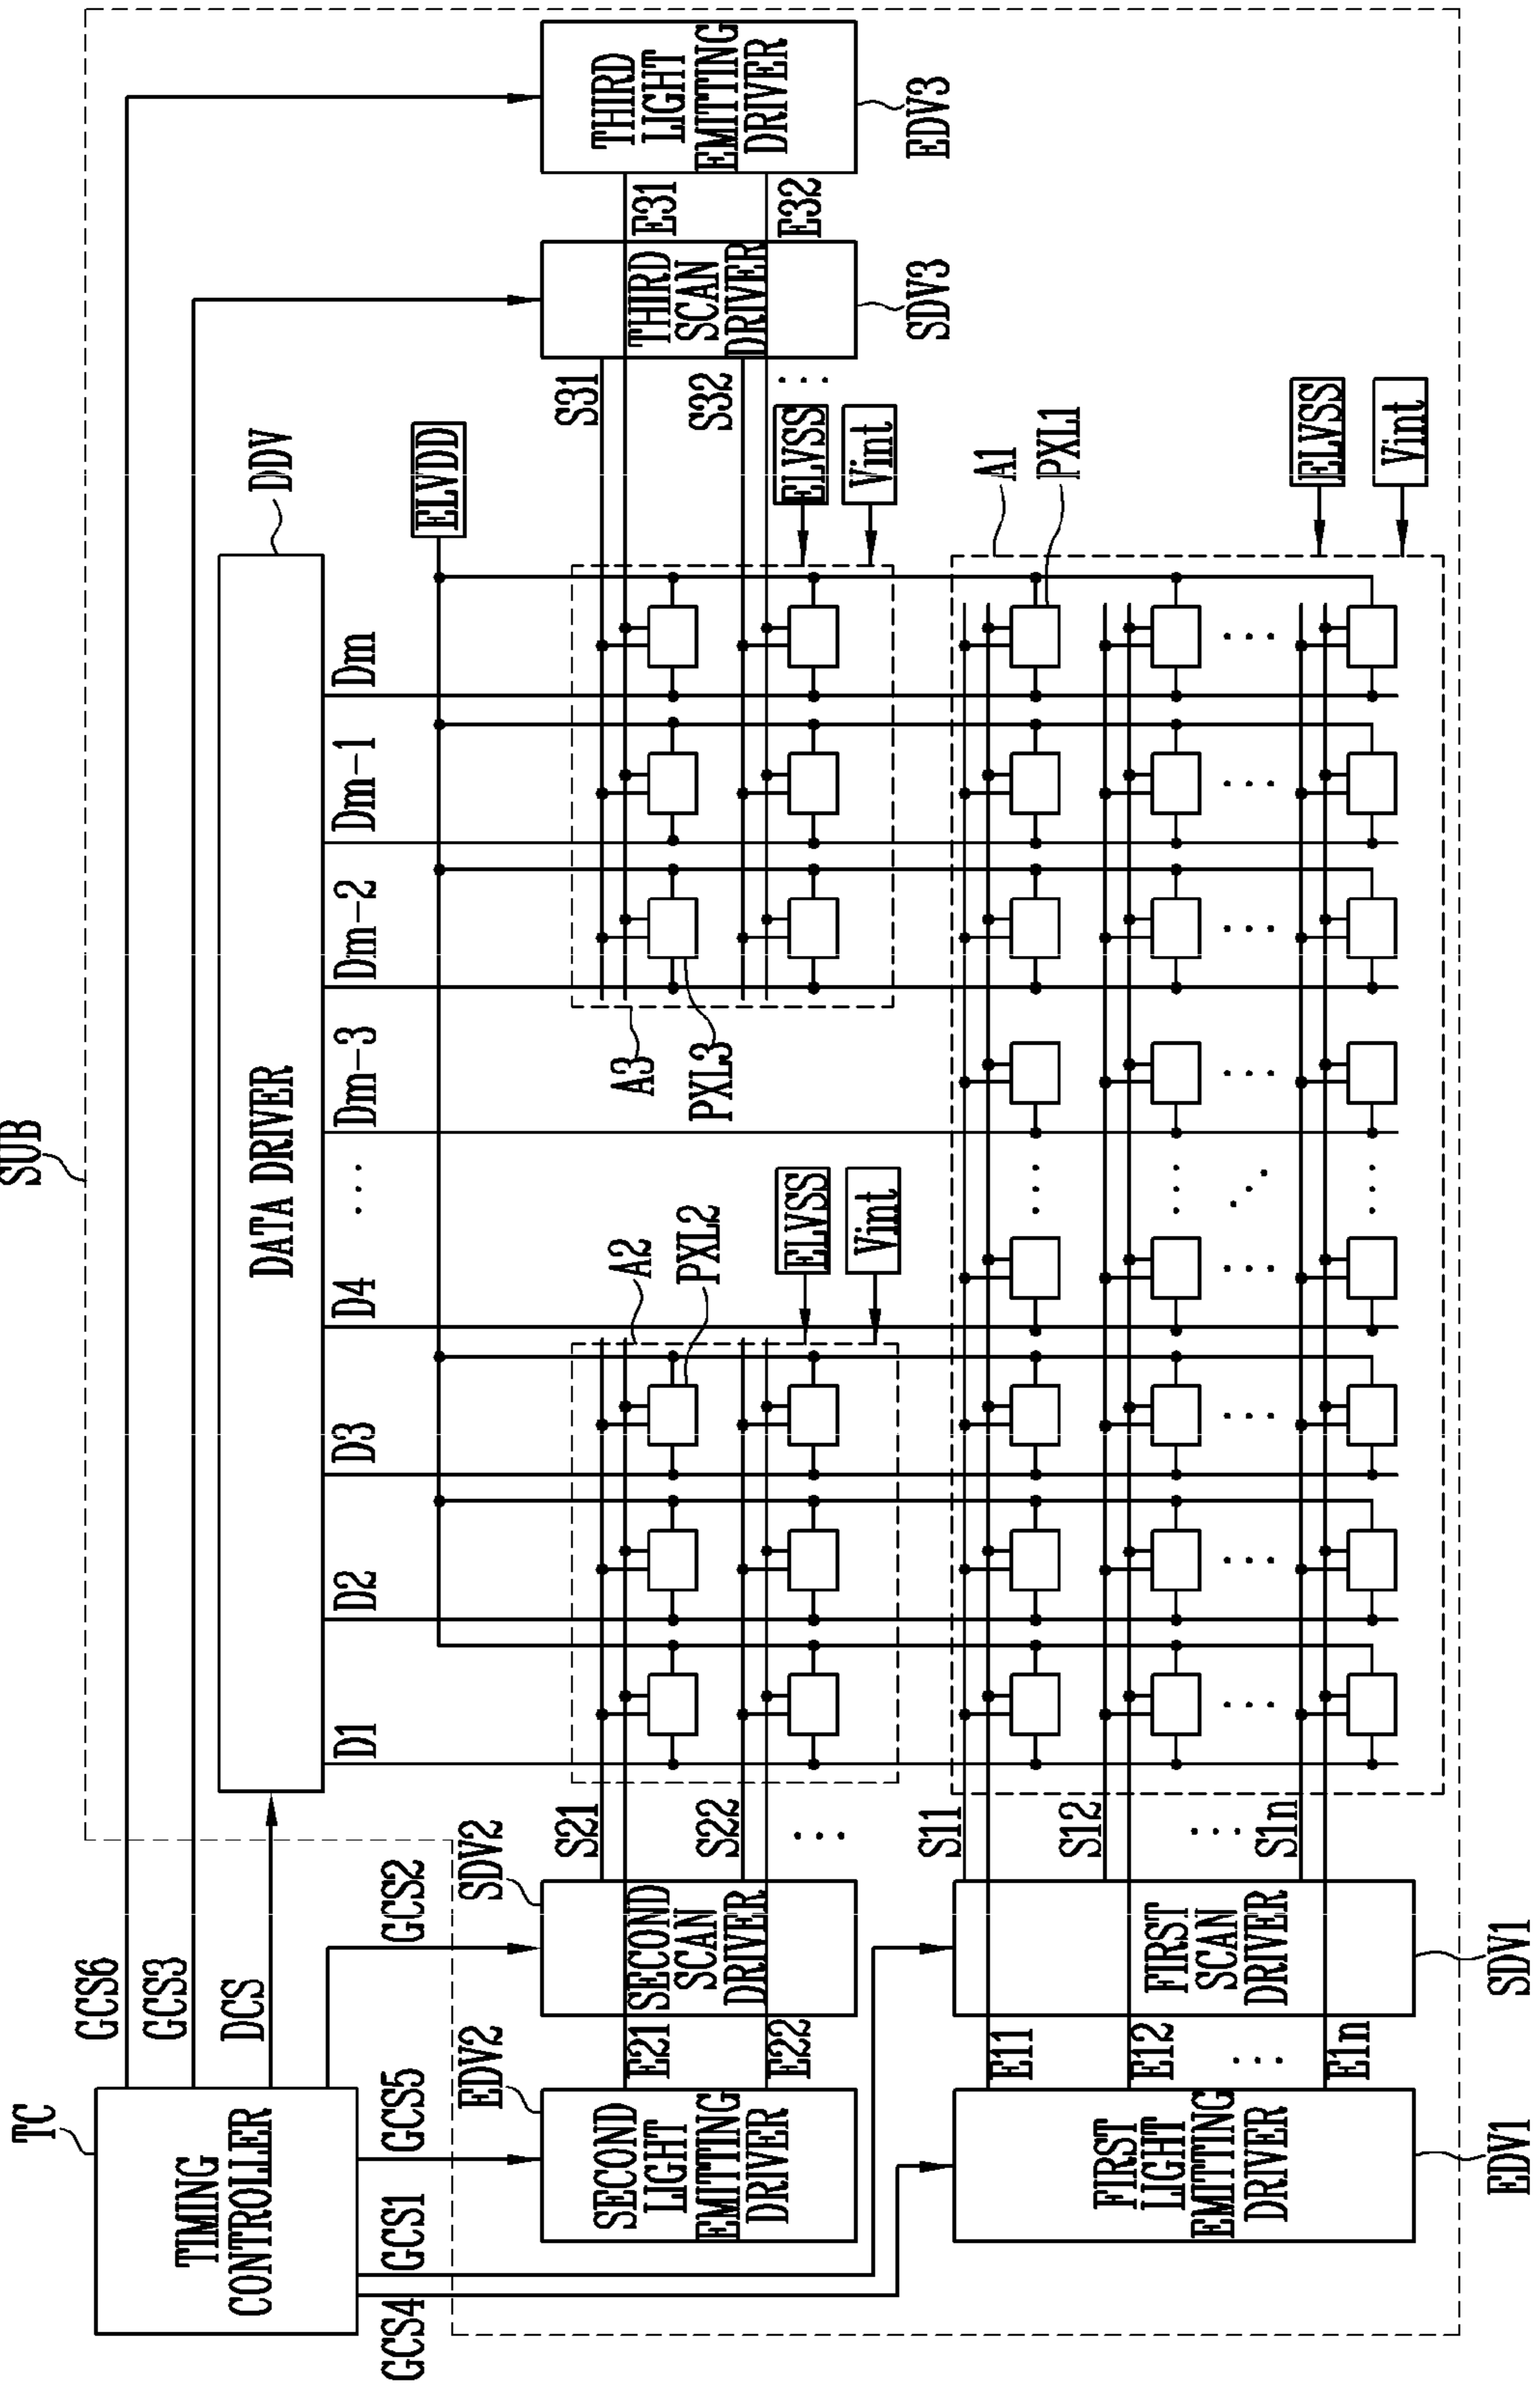 SUB
TC
TIMING
CONTROLLER
GCS6
GCS3
DCS
GCS2
GCS5
GCS1
GCS4
DATA DRIVER
DDV
D1
D2
D3
D4
...
Dm-3
Dm-2
Dm-1
Dm
ELVDD
SDV2
SECOND
SCAN
DRIVER
EDV2
SECOND
LIGHT
EMITTING
DRIVER
E21
E22
S21
S22
...
A2
PXL2
ELVSS
Vint
A3
PXL3
ELVSS
Vint
S31
S32
...
THIRD
SCAN
DRIVER
SDV3
E31
E32
THIRD
LIGHT
EMITTING
DRIVER
EDV3
FIRST
SCAN
DRIVER
SDV1
FIRST
LIGHT
EMITTING
DRIVER
EDV1
E11
E12
...
E1n
S11
S12
...
S1n
A1
PXL1
ELVSS
Vint